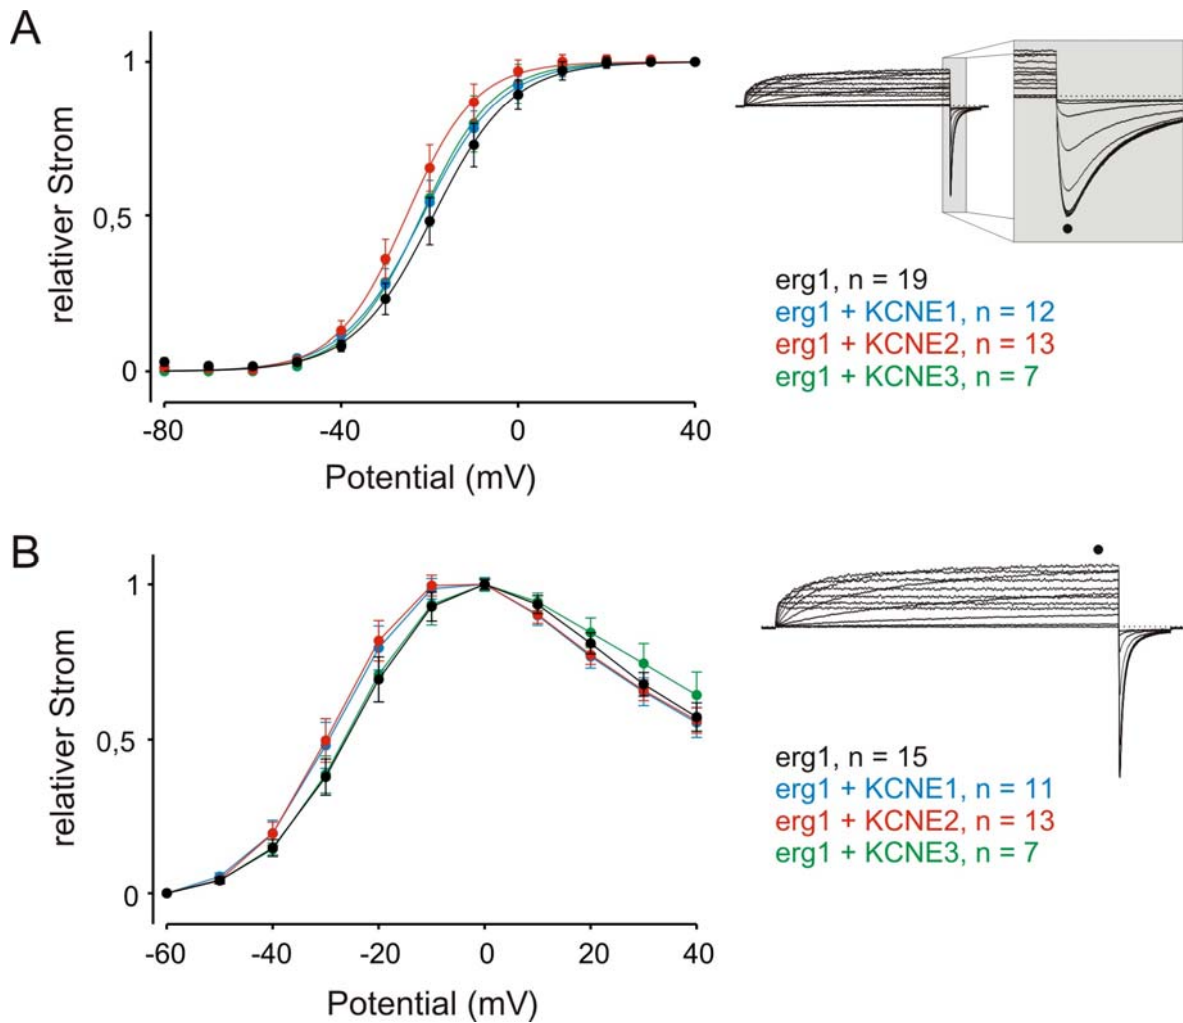 A
1
0,5
0
relativer Strom
-80
-40
0
40
Potential (mV)
erg1, n = 19
erg1 + KCNE1, n = 12
erg1 + KCNE2, n = 13
erg1 + KCNE3, n = 7
B
1
0,5
0
relativer Strom
-60
-40
-20
0
20
40
Potential (mV)
erg1, n = 15
erg1 + KCNE1, n = 11
erg1 + KCNE2, n = 13
erg1 + KCNE3, n = 7